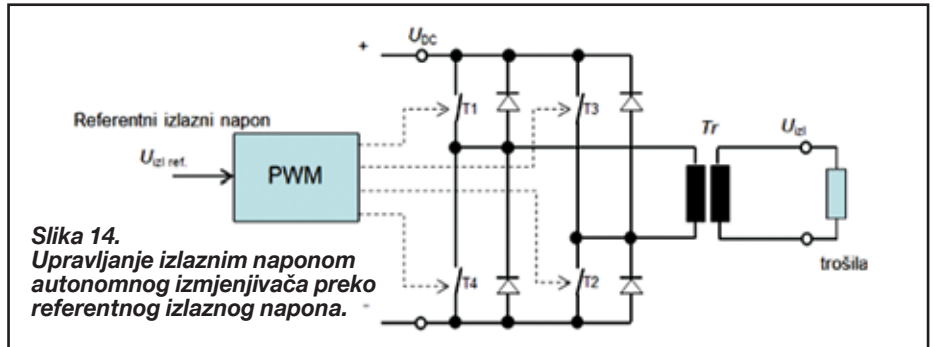 + U_DC
T1
T3
Referentni izlazni napon
Tr
U_izl
U_izl ref.
PWM
Slika 14.
Upravljanje izlaznim naponom
autonomnog izmjenjivača preko
referentnog izlaznog napona.
T4
T2
trošila
-